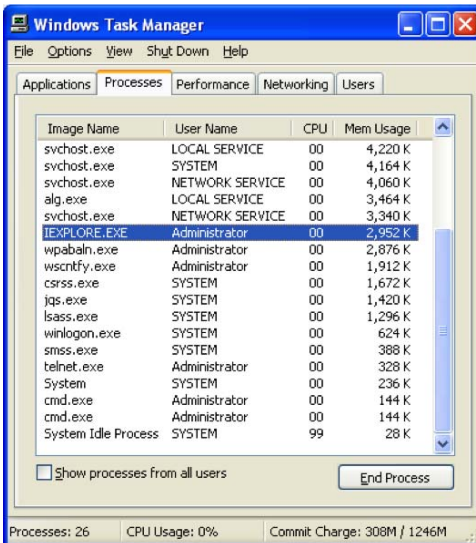 Windows Task Manager
File Options View Shut Down Help
Applications Processes Performance Networking Users
Image Name User Name CPU Mem Usage
svchost.exe LOCAL SERVICE 00 4,220 K
svchost.exe SYSTEM 00 4,164 K
svchost.exe NETWORK SERVICE 00 4,060 K
alg.exe LOCAL SERVICE 00 3,464 K
svchost.exe NETWORK SERVICE 00 3,340 K
IEXPLORE.EXE Administrator 00 2,952 K
wpabaln.exe Administrator 00 2,876 K
wscntfy.exe Administrator 00 1,912 K
csrss.exe SYSTEM 00 1,672 K
jqs.exe SYSTEM 00 1,420 K
lsass.exe SYSTEM 00 1,296 K
winlogon.exe SYSTEM 00 624 K
smss.exe SYSTEM 00 388 K
telnet.exe Administrator 00 328 K
System SYSTEM 00 236 K
cmd.exe Administrator 00 144 K
cmd.exe Administrator 00 144 K
System Idle Process SYSTEM 99 28 K
Show processes from all users End Process
Processes: 26 CPU Usage: 0% Commit Charge: 308M / 1246M